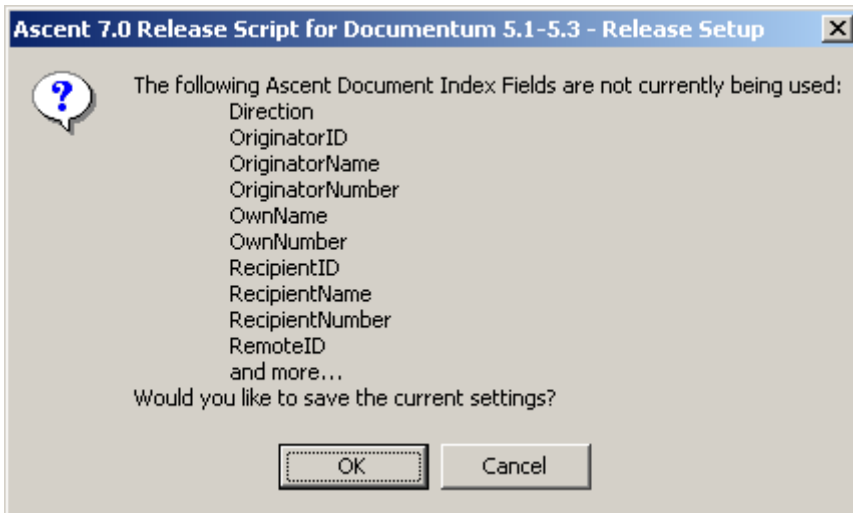 Ascent 7.0 Release Script for Documentum 5.1-5.3 - Release Setup
The following Ascent Document Index Fields are not currently being used:
Direction
OriginatorID
OriginatorName
OriginatorNumber
OwnName
OwnNumber
RecipientID
RecipientName
RecipientNumber
RemoteID
and more...
Would you like to save the current settings?
OK
Cancel